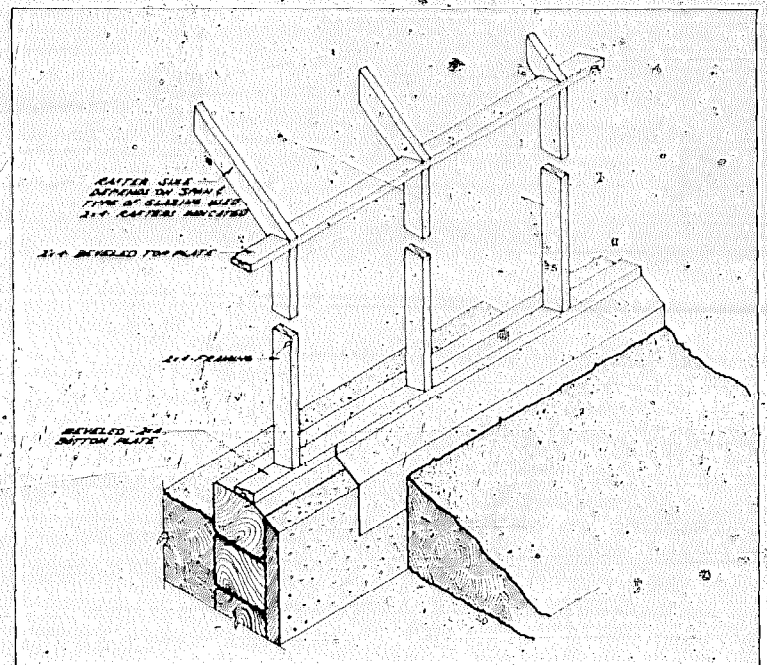 RAFTER SIZE
DEPENDS ON SPAN &
TYPE OF GLAZING USED
2x4 RAFTERS INDICATED
2x4 BEVELED TOP PLATE
2x4 FRAMING
BEVELED - 2x4
BOTTOM PLATE